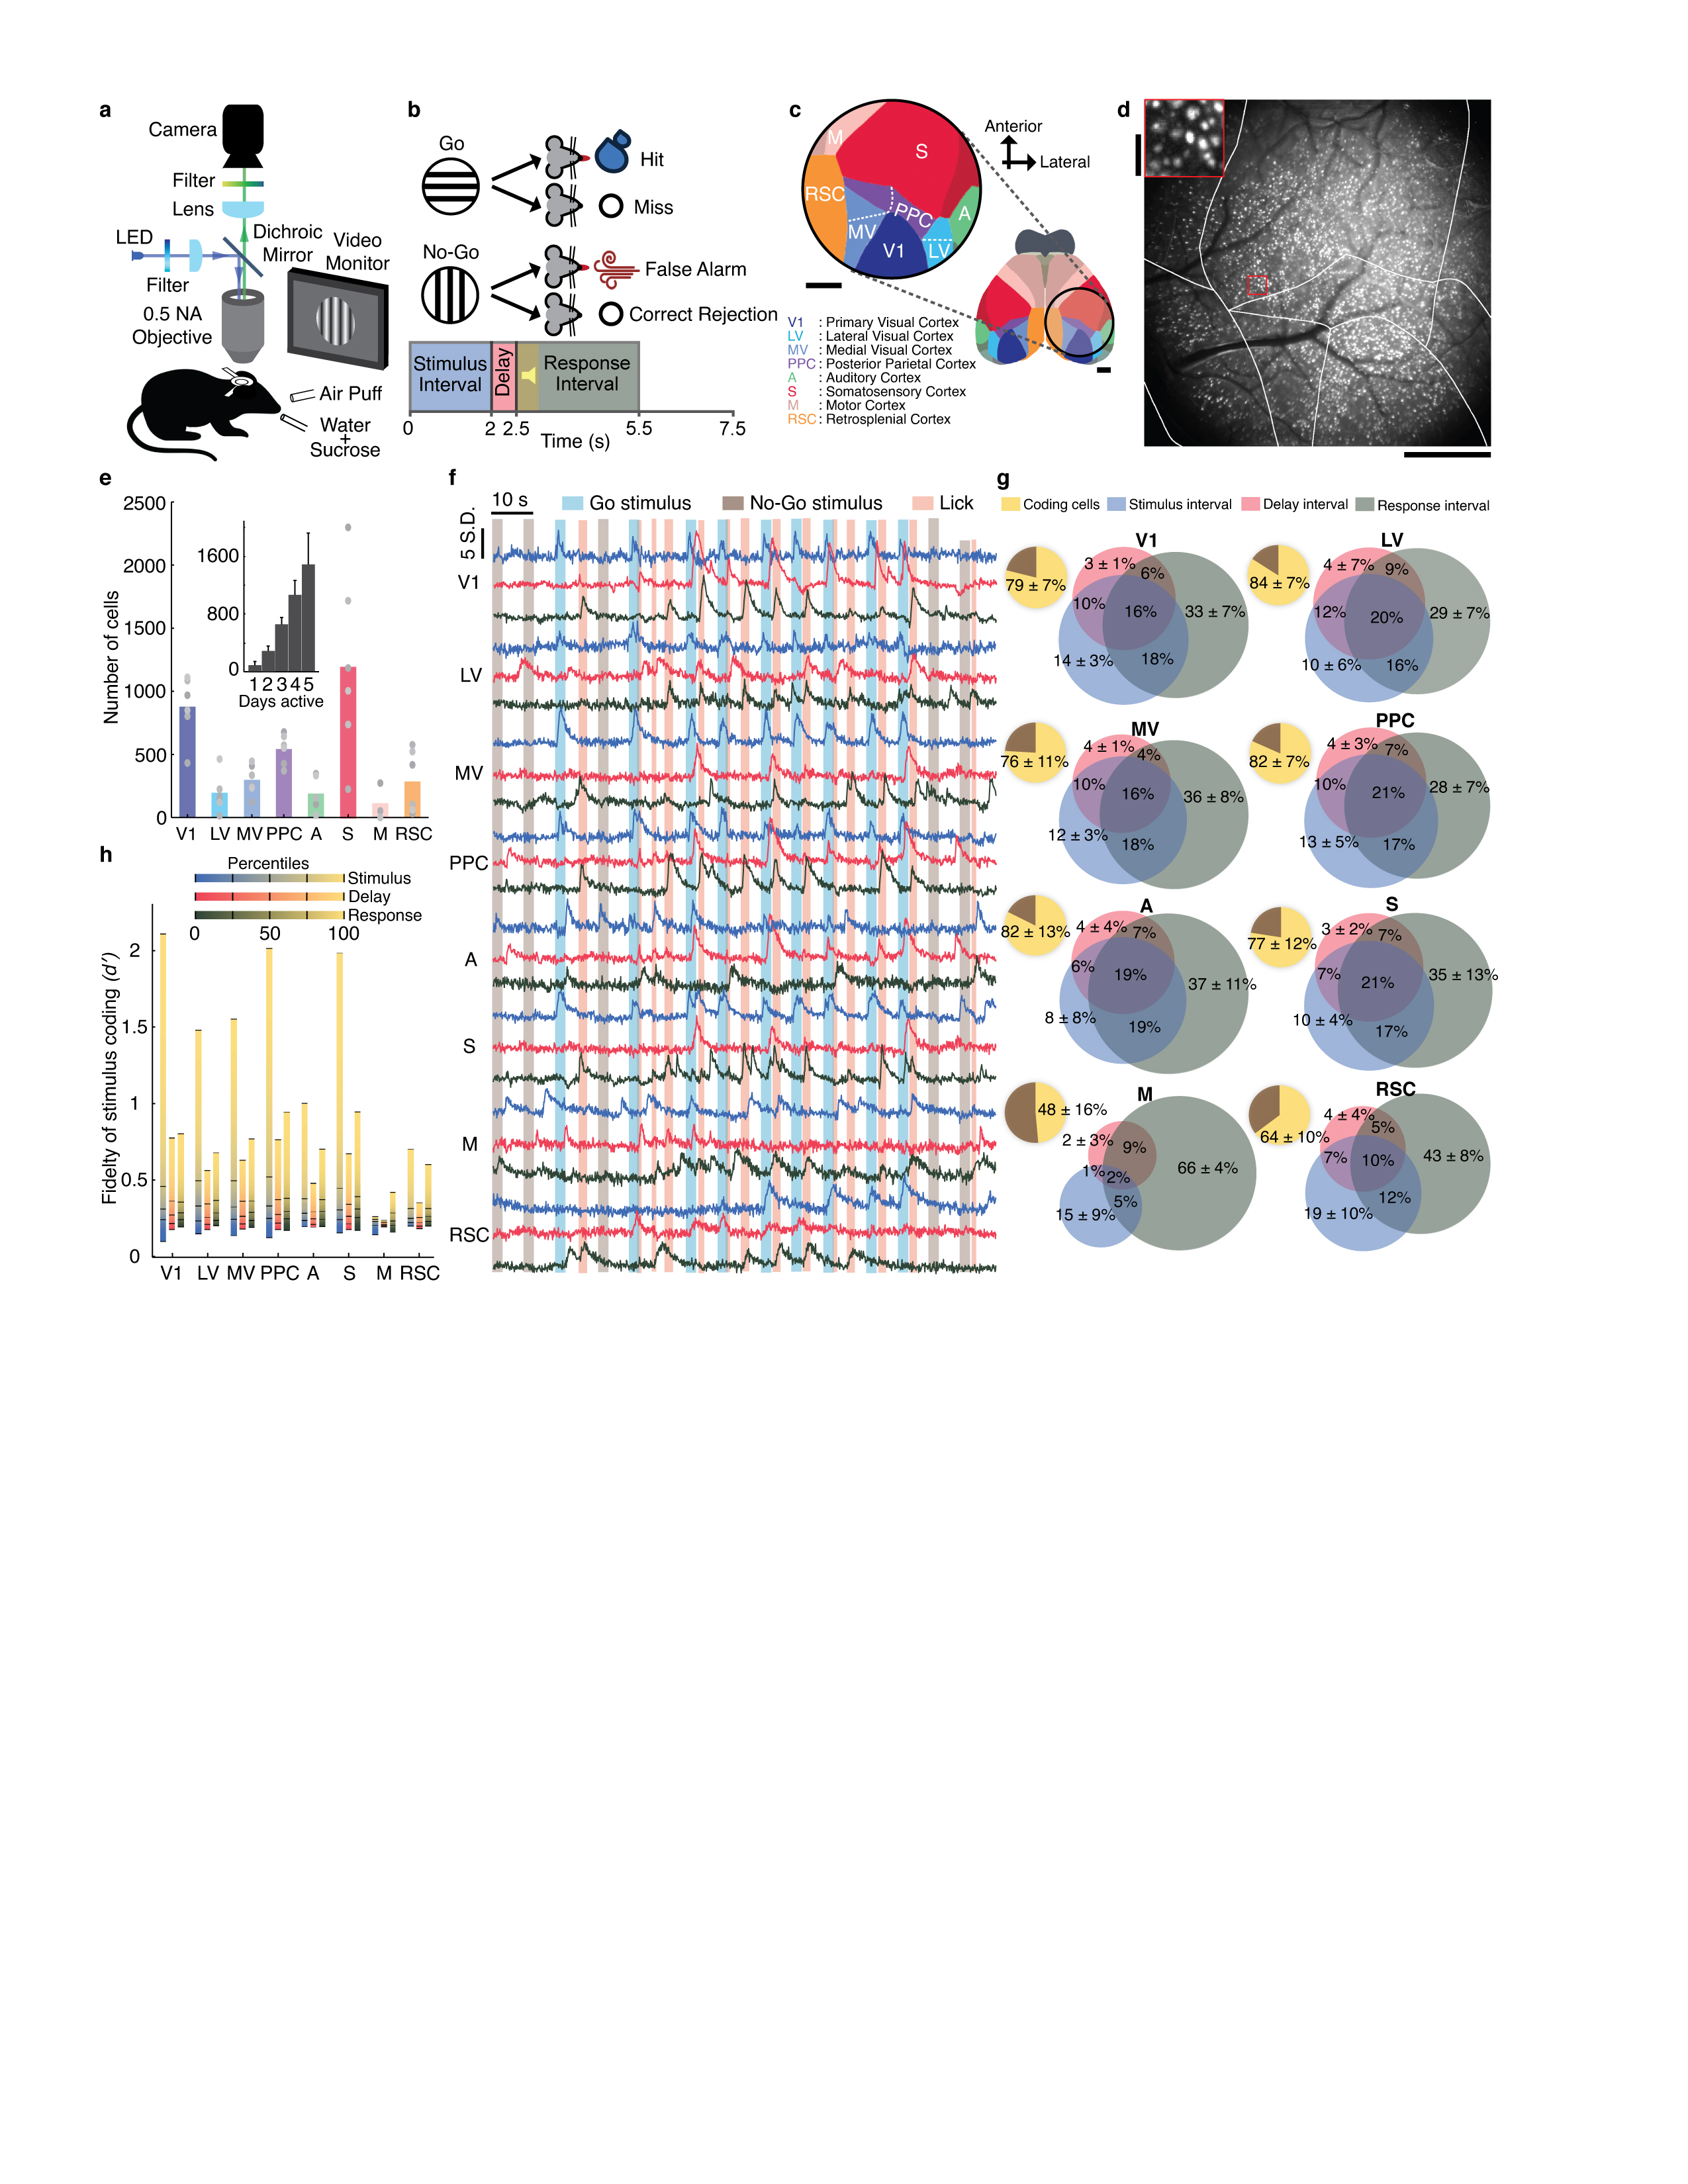 a
Camera
Filter
Lens
LED
Dichroic
Mirror
Video
Monitor
Filter
0.5 NA
Objective
Air Puff
Water
+
Sucrose
b
Go
Hit
Miss
No-Go
False Alarm
Correct Rejection
Stimulus
Interval
Delay
Response
Interval
0
2
2.5
5.5
7.5
Time (s)
c
M
S
RSC
PPC
A
MV
V1
LV
Anterior
Lateral
V1 : Primary Visual Cortex
LV : Lateral Visual Cortex
MV : Medial Visual Cortex
PPC : Posterior Parietal Cortex
A : Auditory Cortex
S : Somatosensory Cortex
M : Motor Cortex
RSC : Retrosplenial Cortex
d
e
Number of cells
2500
2000
1500
1000
500
0
V1 LV MV PPC A S M RSC
1600
800
0
1 2 3 4 5
Days active
f
10 s
5 S.D.
Go stimulus
No-Go stimulus
Lick
V1
LV
MV
PPC
A
S
M
RSC
g
Coding cells
Stimulus interval
Delay interval
Response interval
V1
79 ± 7%
3 ± 1%
6%
10%
16%
33 ± 7%
14 ± 3%
18%
LV
84 ± 7%
4 ± 7%
9%
12%
20%
29 ± 7%
10 ± 6%
16%
MV
76 ± 11%
4 ± 1%
4%
10%
16%
36 ± 8%
12 ± 3%
18%
PPC
82 ± 7%
4 ± 3%
7%
10%
21%
28 ± 7%
13 ± 5%
17%
A
82 ± 13%
4 ± 4%
7%
6%
19%
37 ± 11%
8 ± 8%
19%
S
77 ± 12%
3 ± 2%
7%
7%
21%
35 ± 13%
10 ± 4%
17%
M
48 ± 16%
2 ± 3%
9%
1%
2%
66 ± 4%
5%
15 ± 9%
RSC
64 ± 10%
4 ± 4%
5%
7%
10%
43 ± 8%
12%
19 ± 10%
h
Percentiles
Stimulus
Delay
Response
0
50
100
Fidelty of stimulus coding (d′)
2
1.5
1
0.5
0
V1 LV MV PPC A S M RSC